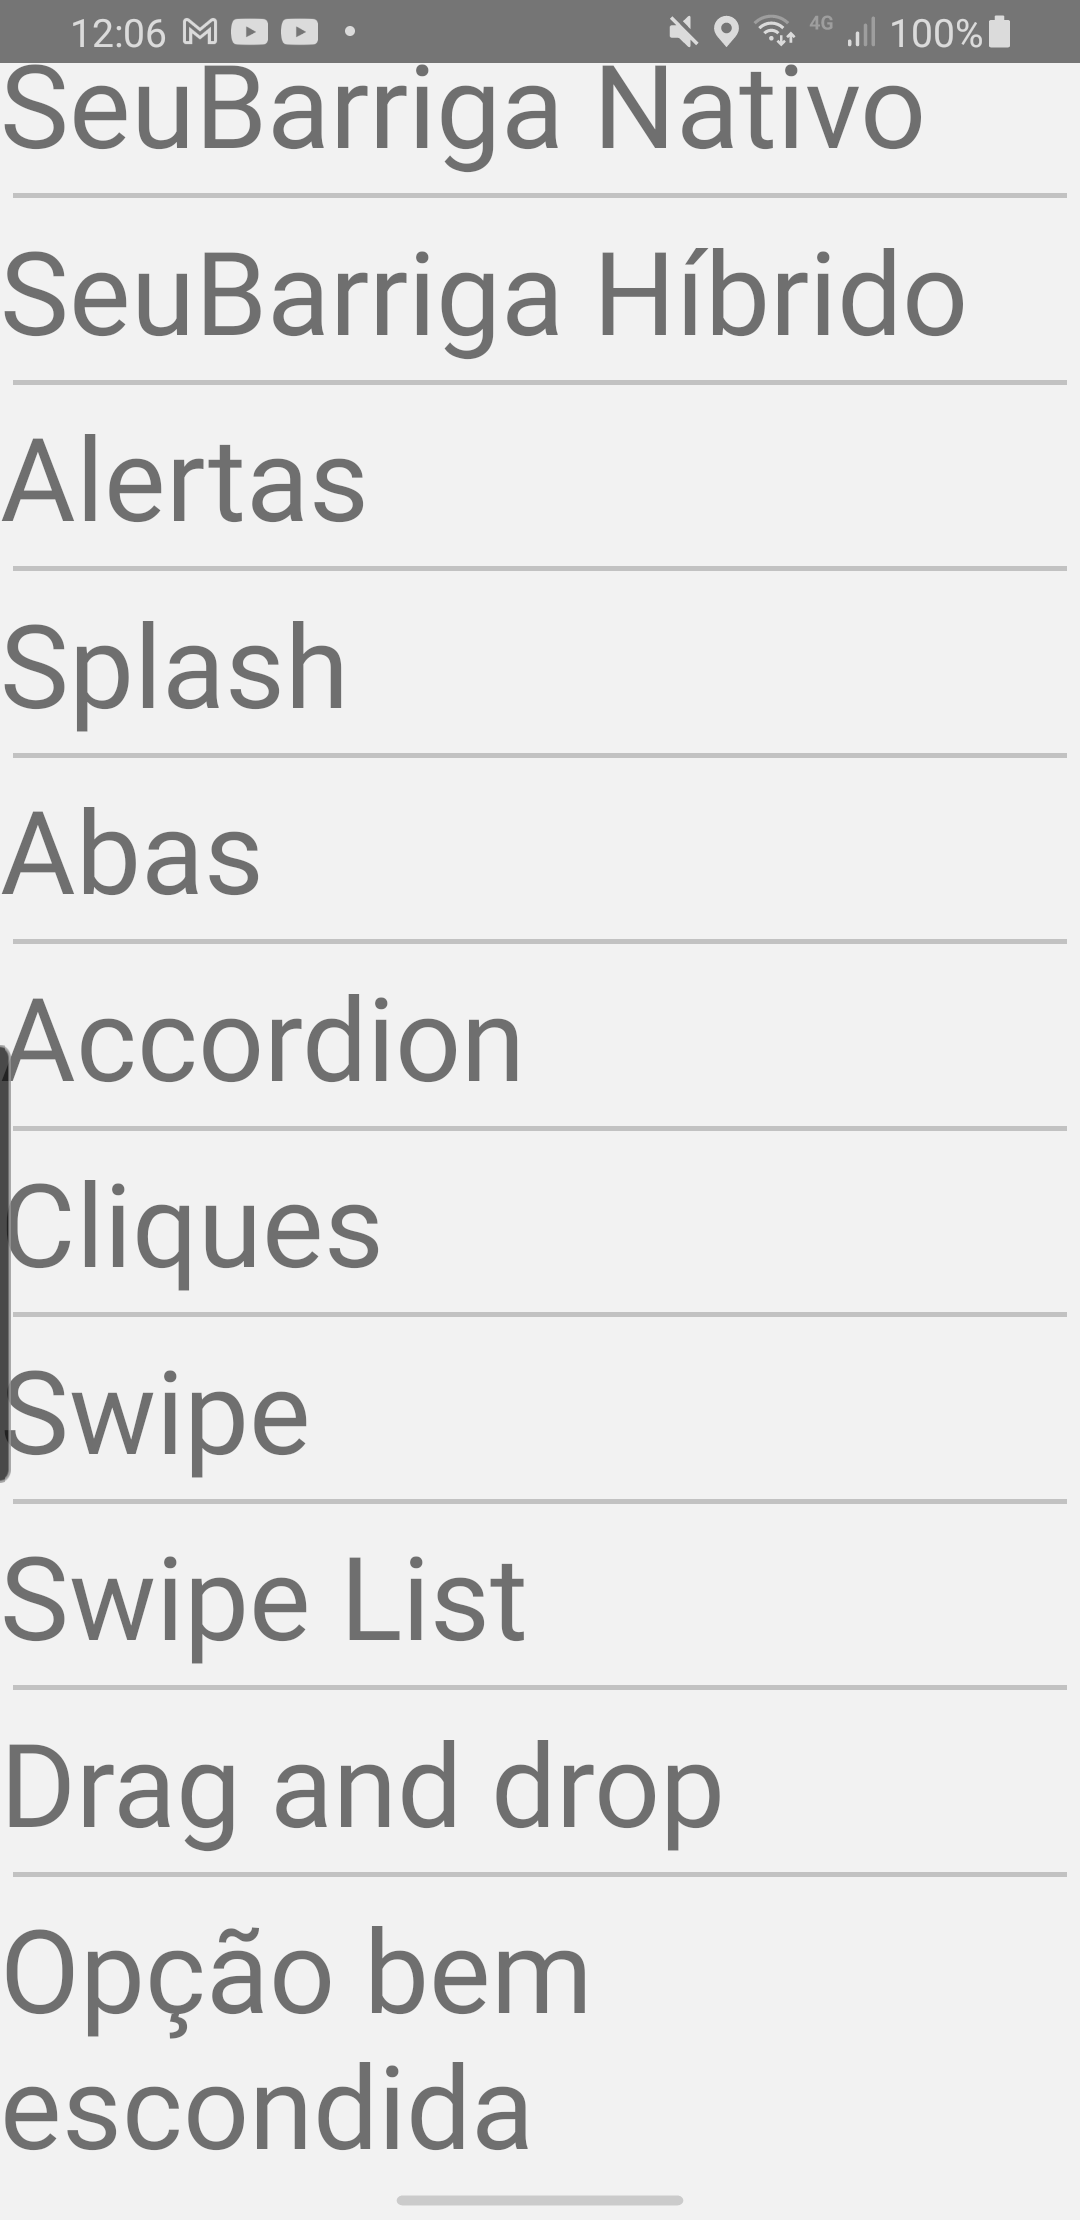 12:06 4G 100%
SeuBarriga Nativo
SeuBarriga Híbrido
Alertas
Splash
Abas
Accordion
Cliques
Swipe
Swipe List
Drag and drop
Opção bem
escondida